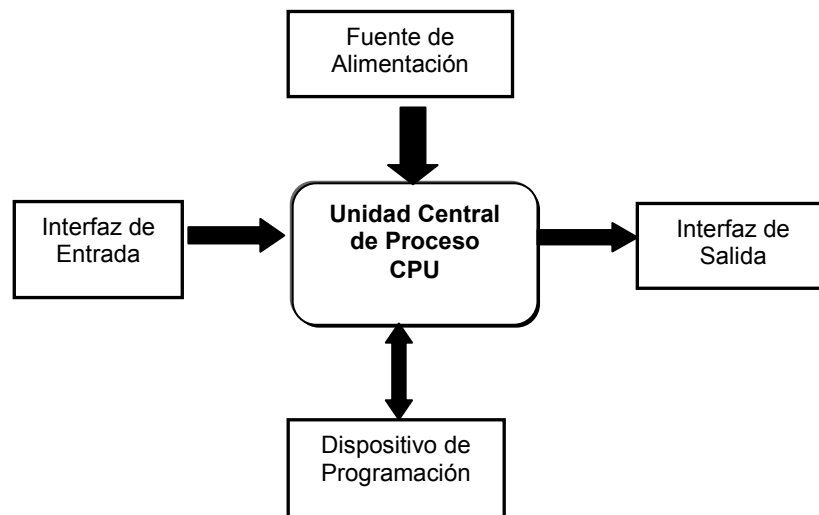 Fuente de
Alimentación
Interfaz de
Entrada
Unidad Central
de Proceso
CPU
Interfaz de
Salida
Dispositivo de
Programación